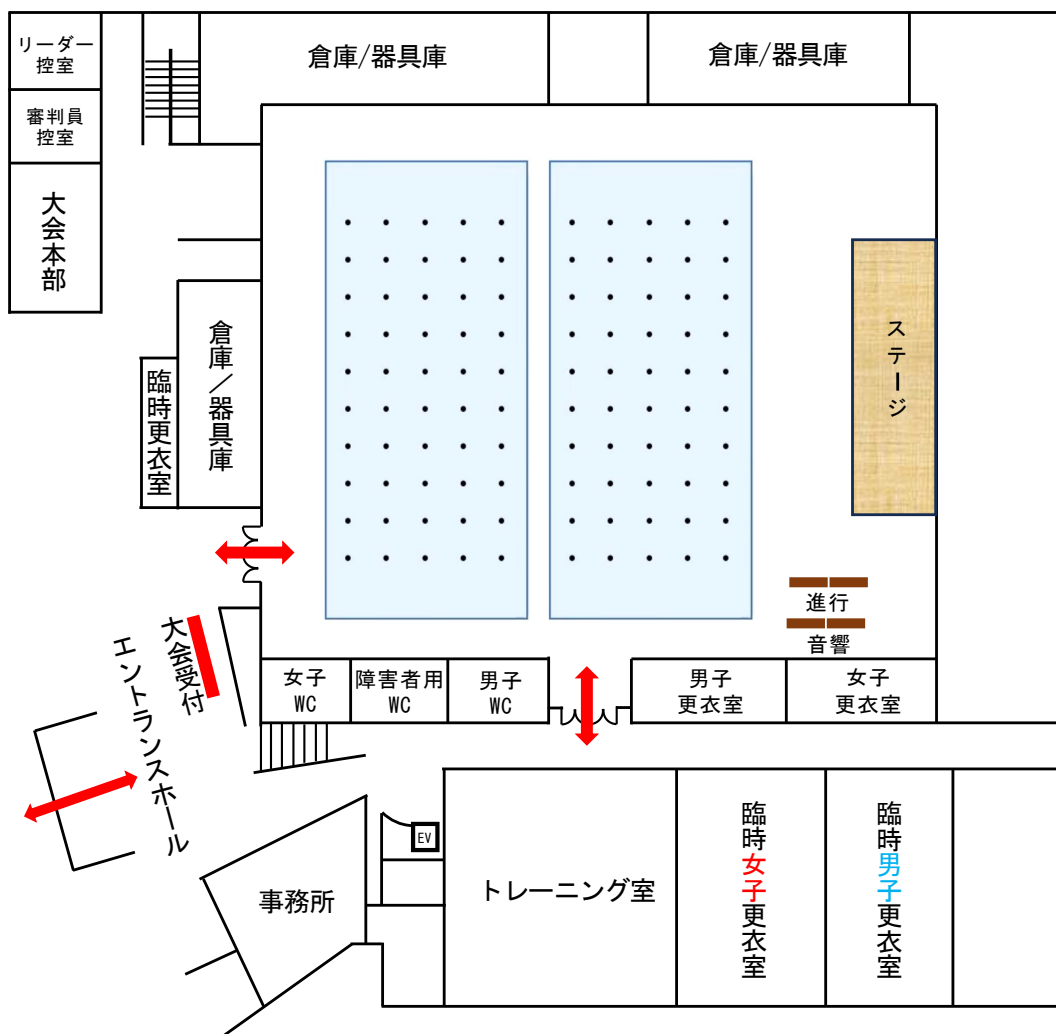 リーダー
控室
倉庫/器具庫
倉庫/器具庫
審判員
控室
大会本部
倉庫／器具庫
臨時更衣室
ステージ
進行
音響
大会受付
エントランスホール
女子
WC
障害者用
WC
男子
WC
男子
更衣室
女子
更衣室
EV
事務所
トレーニング室
臨時女子更衣室
臨時男子更衣室